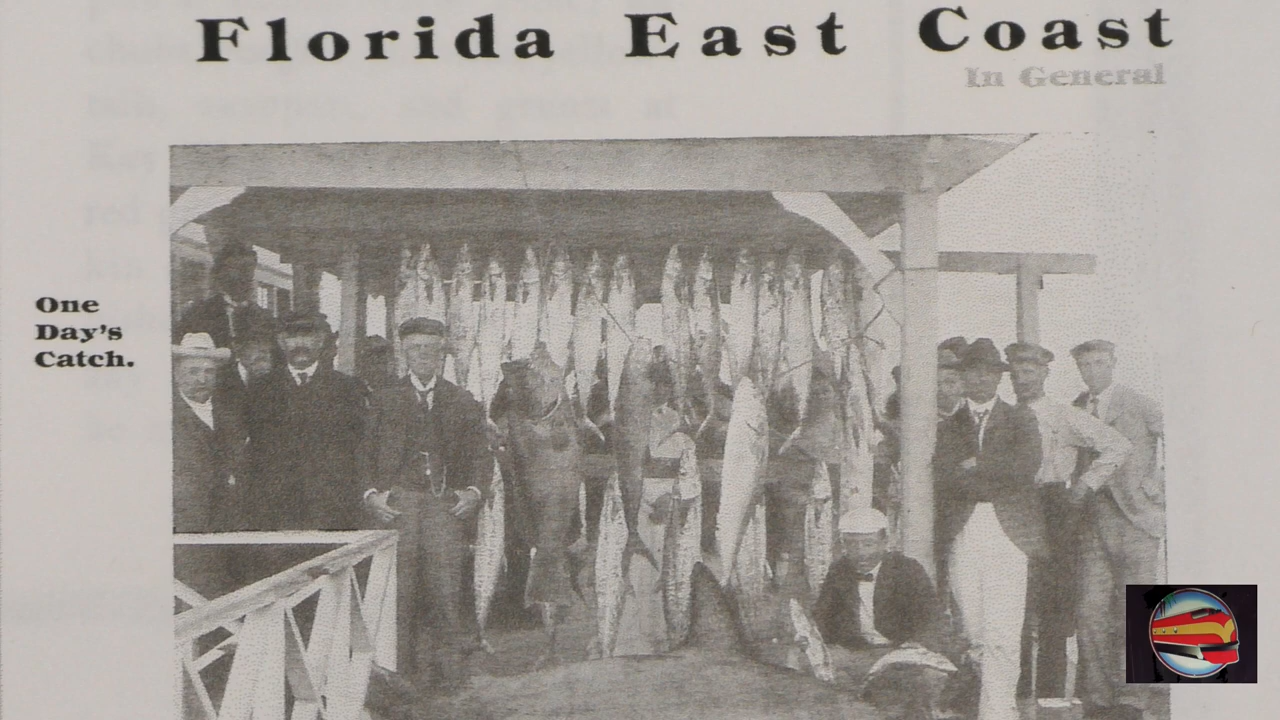 Florida East Coast
In General
One
Day's
Catch.